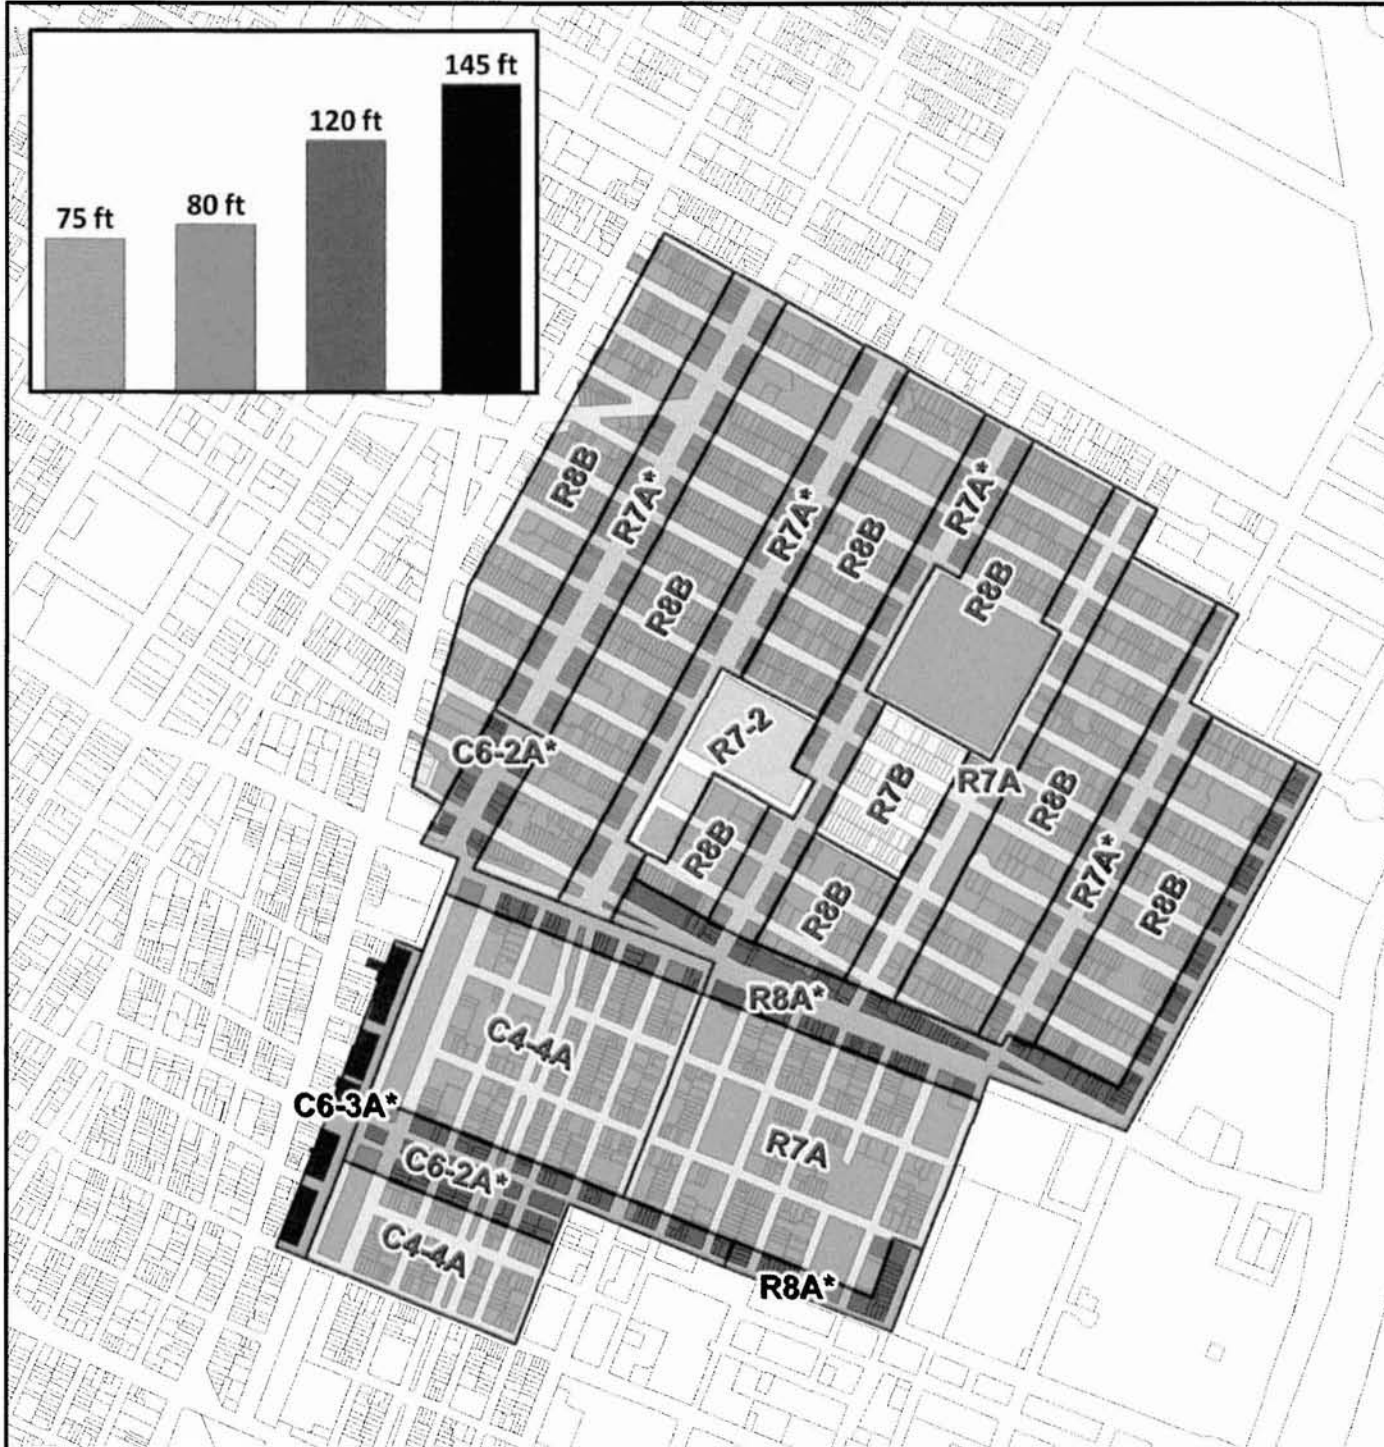 145 ft
120 ft
80 ft
75 ft
R8B
R7A*
R7A*
R8B
R7A*
R8B
R8B
R7-2
C6-2A*
R7B
R7A
R8B
R8B
R7A*
R8B
R8B
R8A*
C4-4A
C6-3A*
R7A
C6-2A*
C4-4A
R8A*